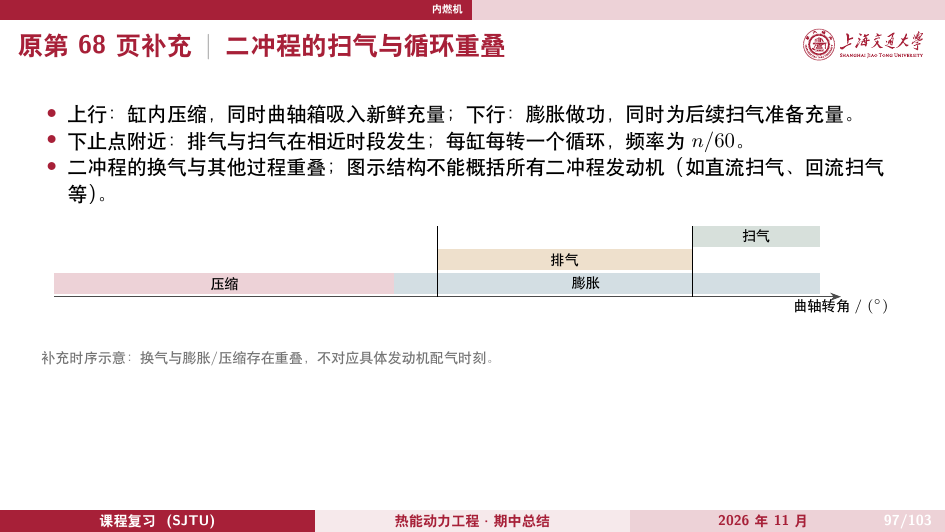 内燃机
原第 68 页补充 | 二冲程的扫气与循环重叠
上海交通大学
SHANGHAI JIAO TONG UNIVERSITY
• 上行：缸内压缩，同时曲轴箱吸入新鲜充量；下行：膨胀做功，同时为后续扫气准备充量。
• 下止点附近：排气与扫气在相近时段发生；每缸每转一个循环，频率为 n/60。
• 二冲程的换气与其他过程重叠；图示结构不能概括所有二冲程发动机（如直流扫气、回流扫气
等）。
扫气
排气
压缩 膨胀
曲轴转角 / (°)
补充时序示意：换气与膨胀/压缩存在重叠，不对应具体发动机配气时刻。
课程复习 (SJTU) 热能动力工程 · 期中总结 2026 年 11 月 97/103